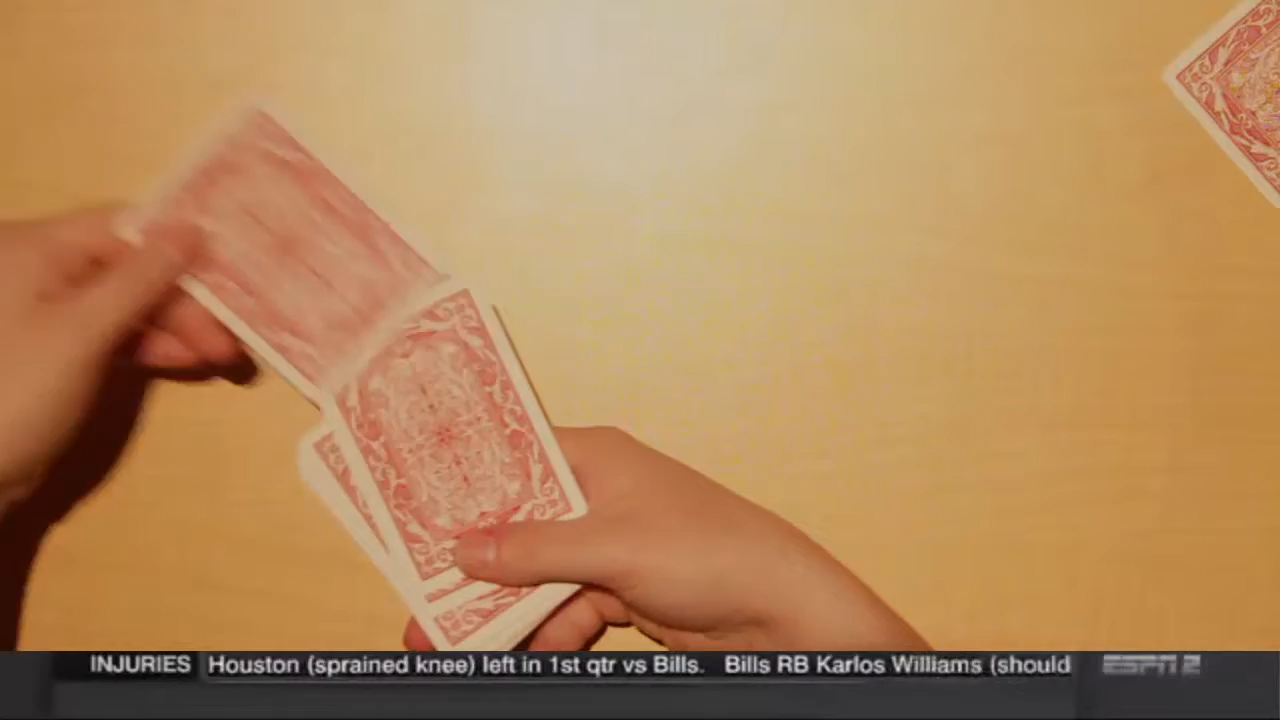 INJURIES Houston (sprained knee) left in 1st qtr vs Bills. Bills RB Karlos Williams (should ESPN2